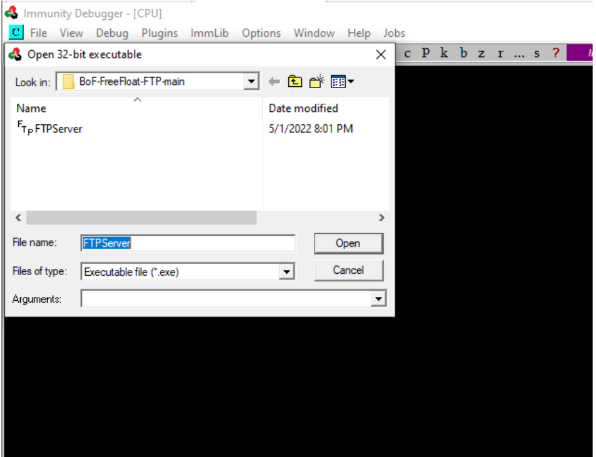 Immunity Debugger - [CPU]
C File View Debug Plugins ImmLib Options Window Help Jobs
Open 32-bit executable
c p k b z r ... s ?
Look in: BoF-FreeFloat-FTP-main
Name Date modified
FTP FTPServer 5/1/2022 8:01 PM
File name: FTPServer Open
Files of type: Executable file (*.exe) Cancel
Arguments: